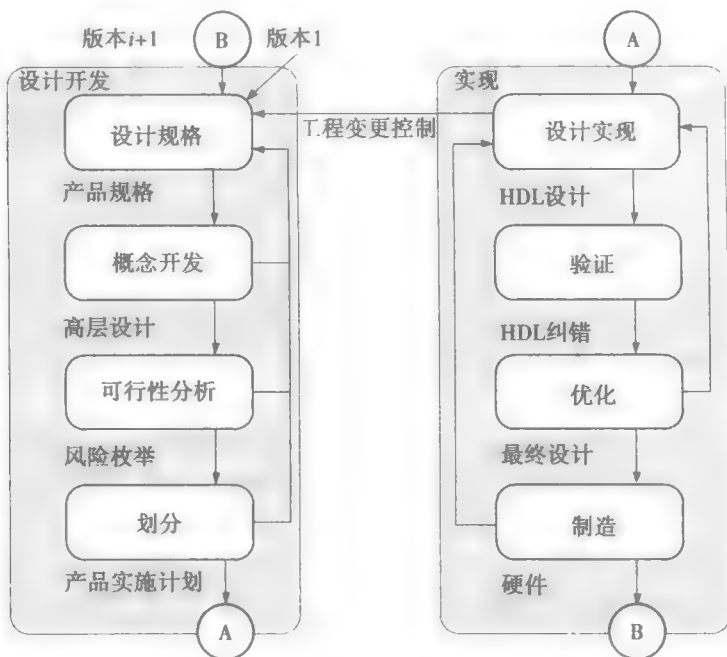 版本i+1
B
版本1
设计开发
设计规格
产品规格
概念开发
高层设计
可行性分析
风险枚举
划分
产品实施计划
A
工程变更控制
A
实现
设计实现
HDL设计
验证
HDL纠错
优化
最终设计
制造
硬件
B